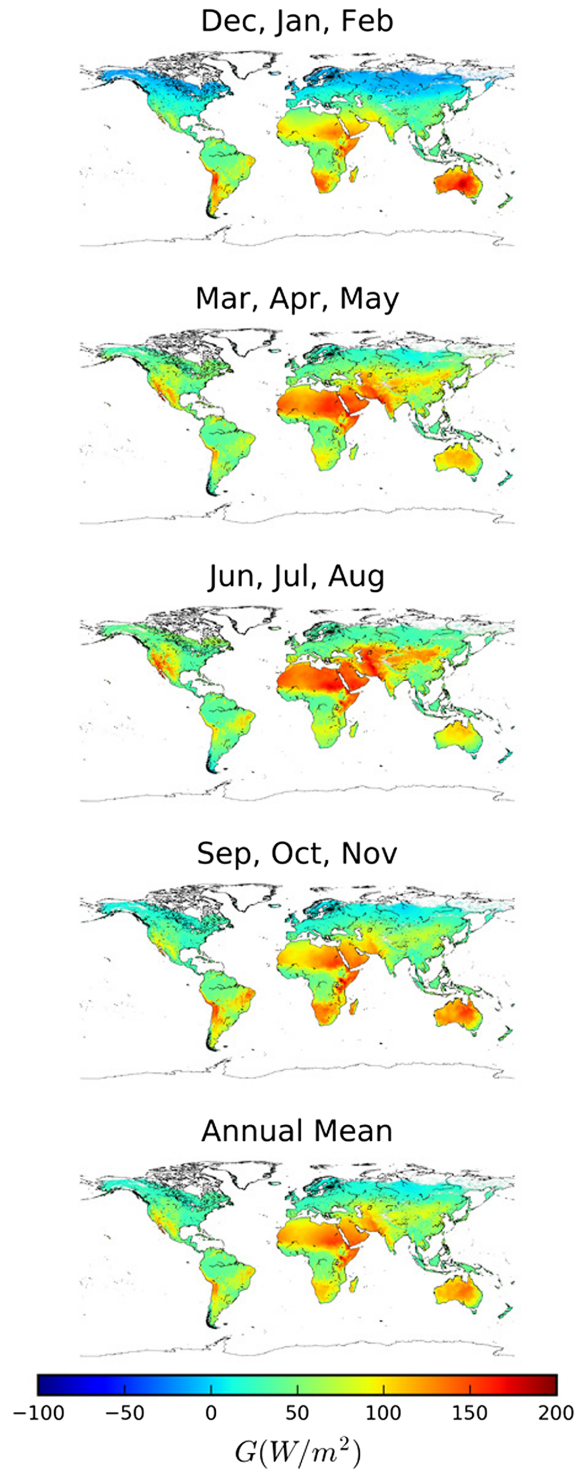 Dec, Jan, Feb
Mar, Apr, May
Jun, Jul, Aug
Sep, Oct, Nov
Annual Mean
−100 −50 0 50 100 150 200
G(W/m²)